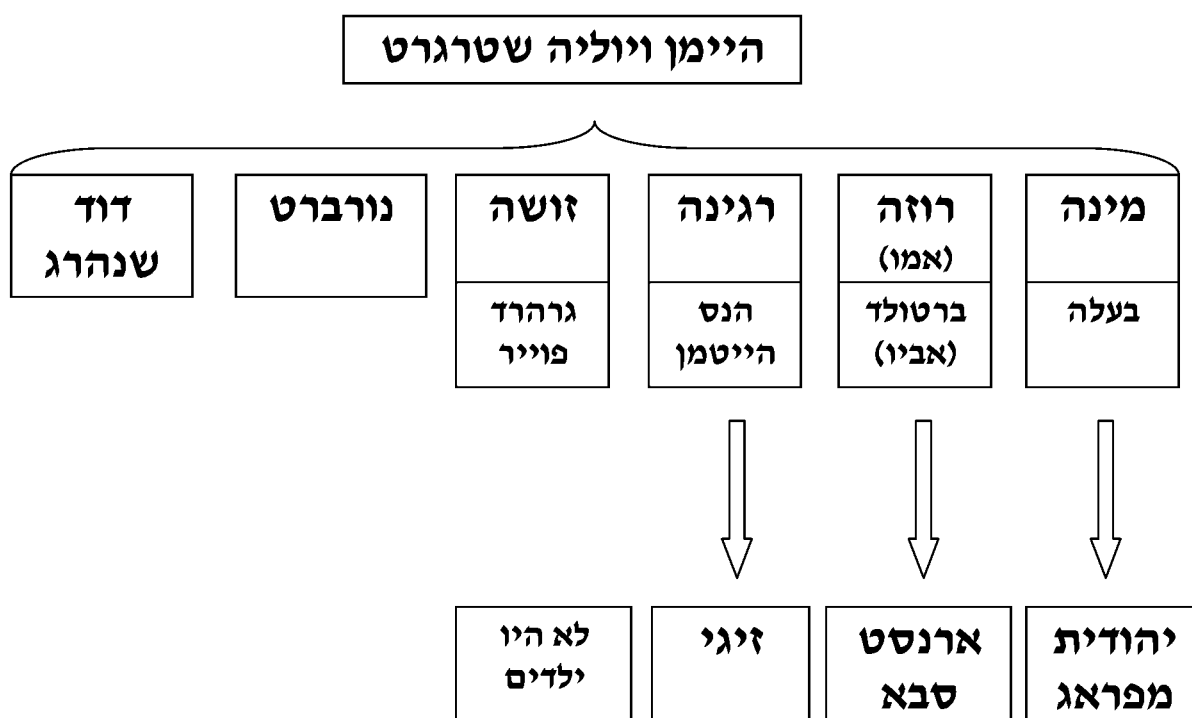 היימן ויוליה שטרגרט
מינה
רוזה
(אמו)
רגינה
זושה
נורברט
דוד
שנהרג
בעלה
ברטולד
(אביו)
הנס
הייטמן
גרהרד
פוייר
יהודית
מפראג
ארנסט
סבא
זיגי
לא היו
ילדים